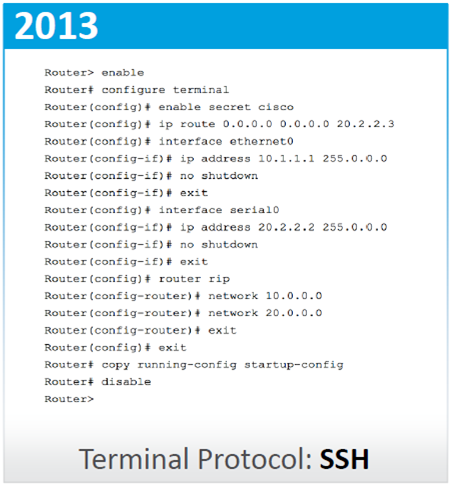 2013
Router> enable
Router# configure terminal
Router(config)# enable secret cisco
Router(config)# ip route 0.0.0.0 0.0.0.0 20.2.2.3
Router(config)# interface ethernet0
Router(config-if)# ip address 10.1.1.1 255.0.0.0
Router(config-if)# no shutdown
Router(config-if)# exit
Router(config)# interface serial0
Router(config-if)# ip address 20.2.2.2 255.0.0.0
Router(config-if)# no shutdown
Router(config-if)# exit
Router(config)# router rip
Router(config-router)# network 10.0.0.0
Router(config-router)# network 20.0.0.0
Router(config-router)# exit
Router(config)# exit
Router# copy running-config startup-config
Router# disable
Router>
Terminal Protocol: SSH